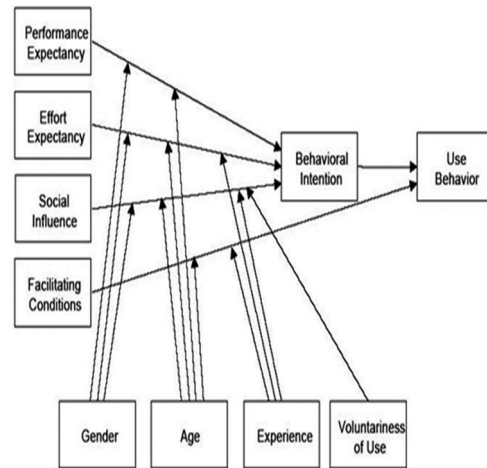 Performance
Expectancy
Effort
Expectancy
Social
Influence
Facilitating
Conditions
Behavioral
Intention
Use
Behavior
Gender
Age
Experience
Voluntariness
of Use